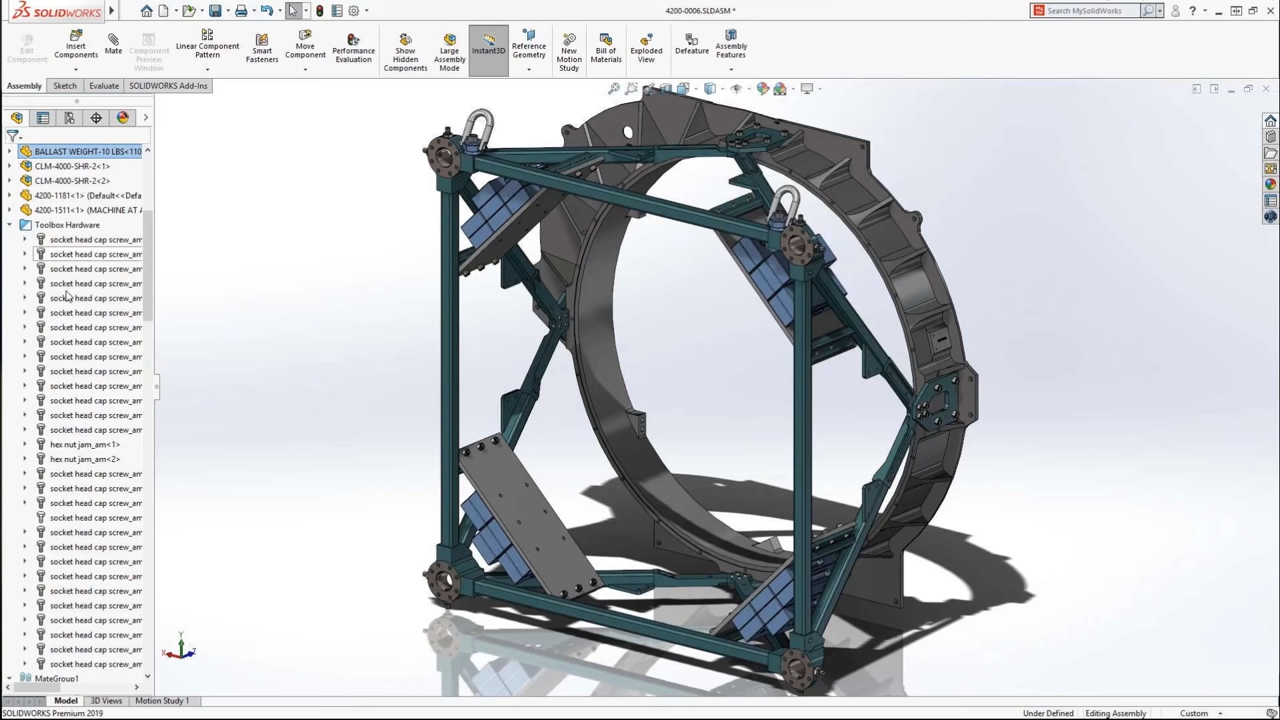 SOLIDWORKS
4200-0006.SLDASM *
Search MySolidWorks
Edit Component
Insert Components
Mate
Component Preview Window
Linear Component Pattern
Smart Fasteners
Move Component
Performance Evaluation
Show Hidden Components
Large Assembly Mode
Instant3D
Reference Geometry
New Motion Study
Bill of Materials
Exploded View
Defeature
Assembly Features
Assembly
Sketch
Evaluate
SOLIDWORKS Add-Ins
BALLAST WEIGHT-10 LBS<110
CLM-4000-SHR-2<1>
CLM-4000-SHR-2<2>
4200-1181<1> (Default<<Defa
4200-1511<1> (MACHINE AT A
Toolbox Hardware
socket head cap screw_am
socket head cap screw_am
socket head cap screw_am
socket head cap screw_am
socket head cap screw_am
socket head cap screw_am
socket head cap screw_am
socket head cap screw_am
socket head cap screw_am
socket head cap screw_am
socket head cap screw_am
socket head cap screw_am
socket head cap screw_am
socket head cap screw_am
hex nut jam_am<1>
hex nut jam_am<2>
socket head cap screw_am
socket head cap screw_am
socket head cap screw_am
socket head cap screw_am
socket head cap screw_am
socket head cap screw_am
socket head cap screw_am
socket head cap screw_am
socket head cap screw_am
socket head cap screw_am
socket head cap screw_am
socket head cap screw_am
socket head cap screw_am
socket head cap screw_am
MateGroup1
Y
X
Z
Model
3D Views
Motion Study 1
SOLIDWORKS Premium 2019
Under Defined
Editing Assembly
Custom